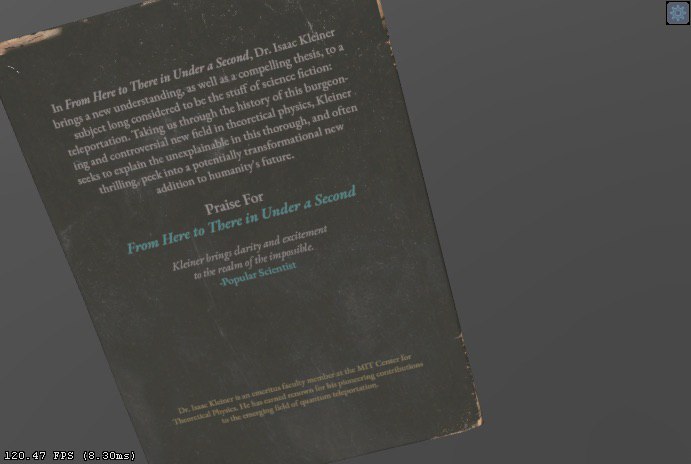 In From Here to There in Under a Second, Dr. Isaac Kleiner
brings a new understanding, as well as a compelling thesis, to a
subject long considered to be the stuff of science fiction:
teleportation. Taking us through the history of this burgeon-
ing and controversial new field in theoretical physics, Kleiner
seeks to explain the unexplainable in this thorough, and often
thrilling, peek into a potentially transformational new
addition to humanity's future.
Praise For
From Here to There in Under a Second
Kleiner brings clarity and excitement
to the realm of the impossible.
-Popular Scientist
Dr. Isaac Kleiner is an emeritus faculty member at the MIT Center for
Theoretical Physics. He has earned renown for his pioneering contributions
to the emerging field of quantum teleportation.
120.47 FPS (8.30ms)